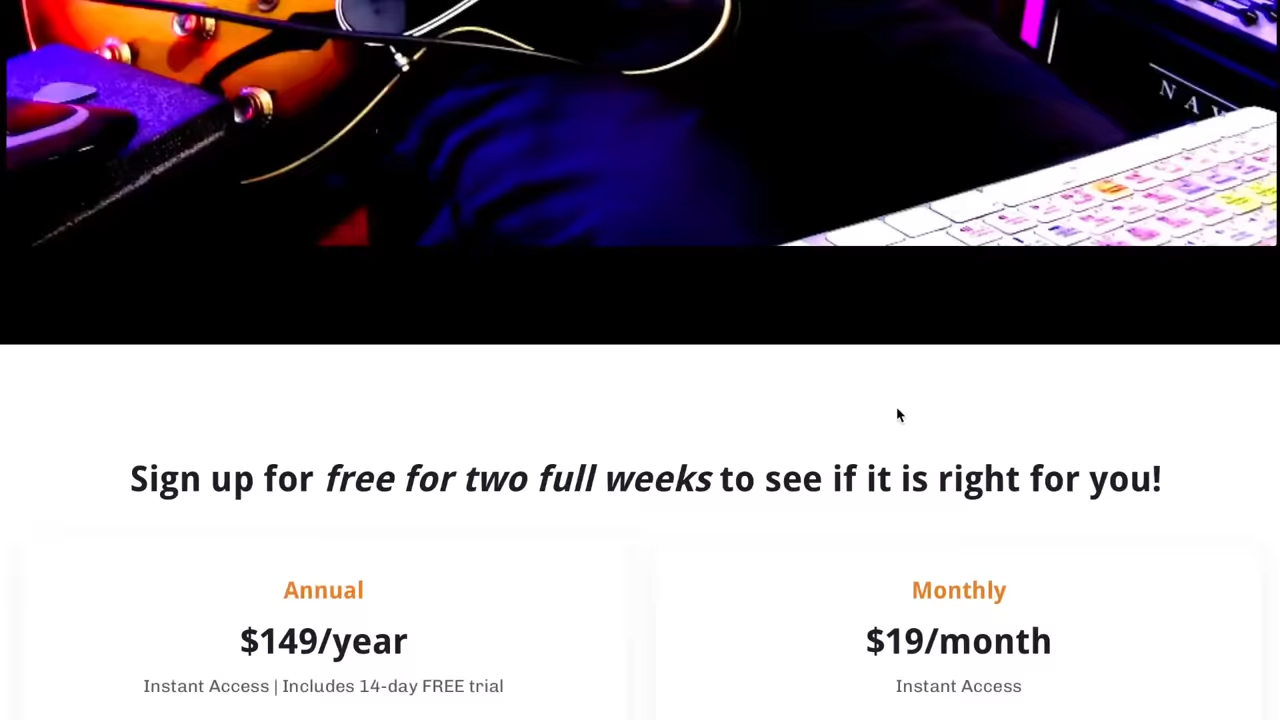 NAV
Sign up for free for two full weeks to see if it is right for you!
Annual
$149/year
Instant Access | Includes 14-day FREE trial
Monthly
$19/month
Instant Access